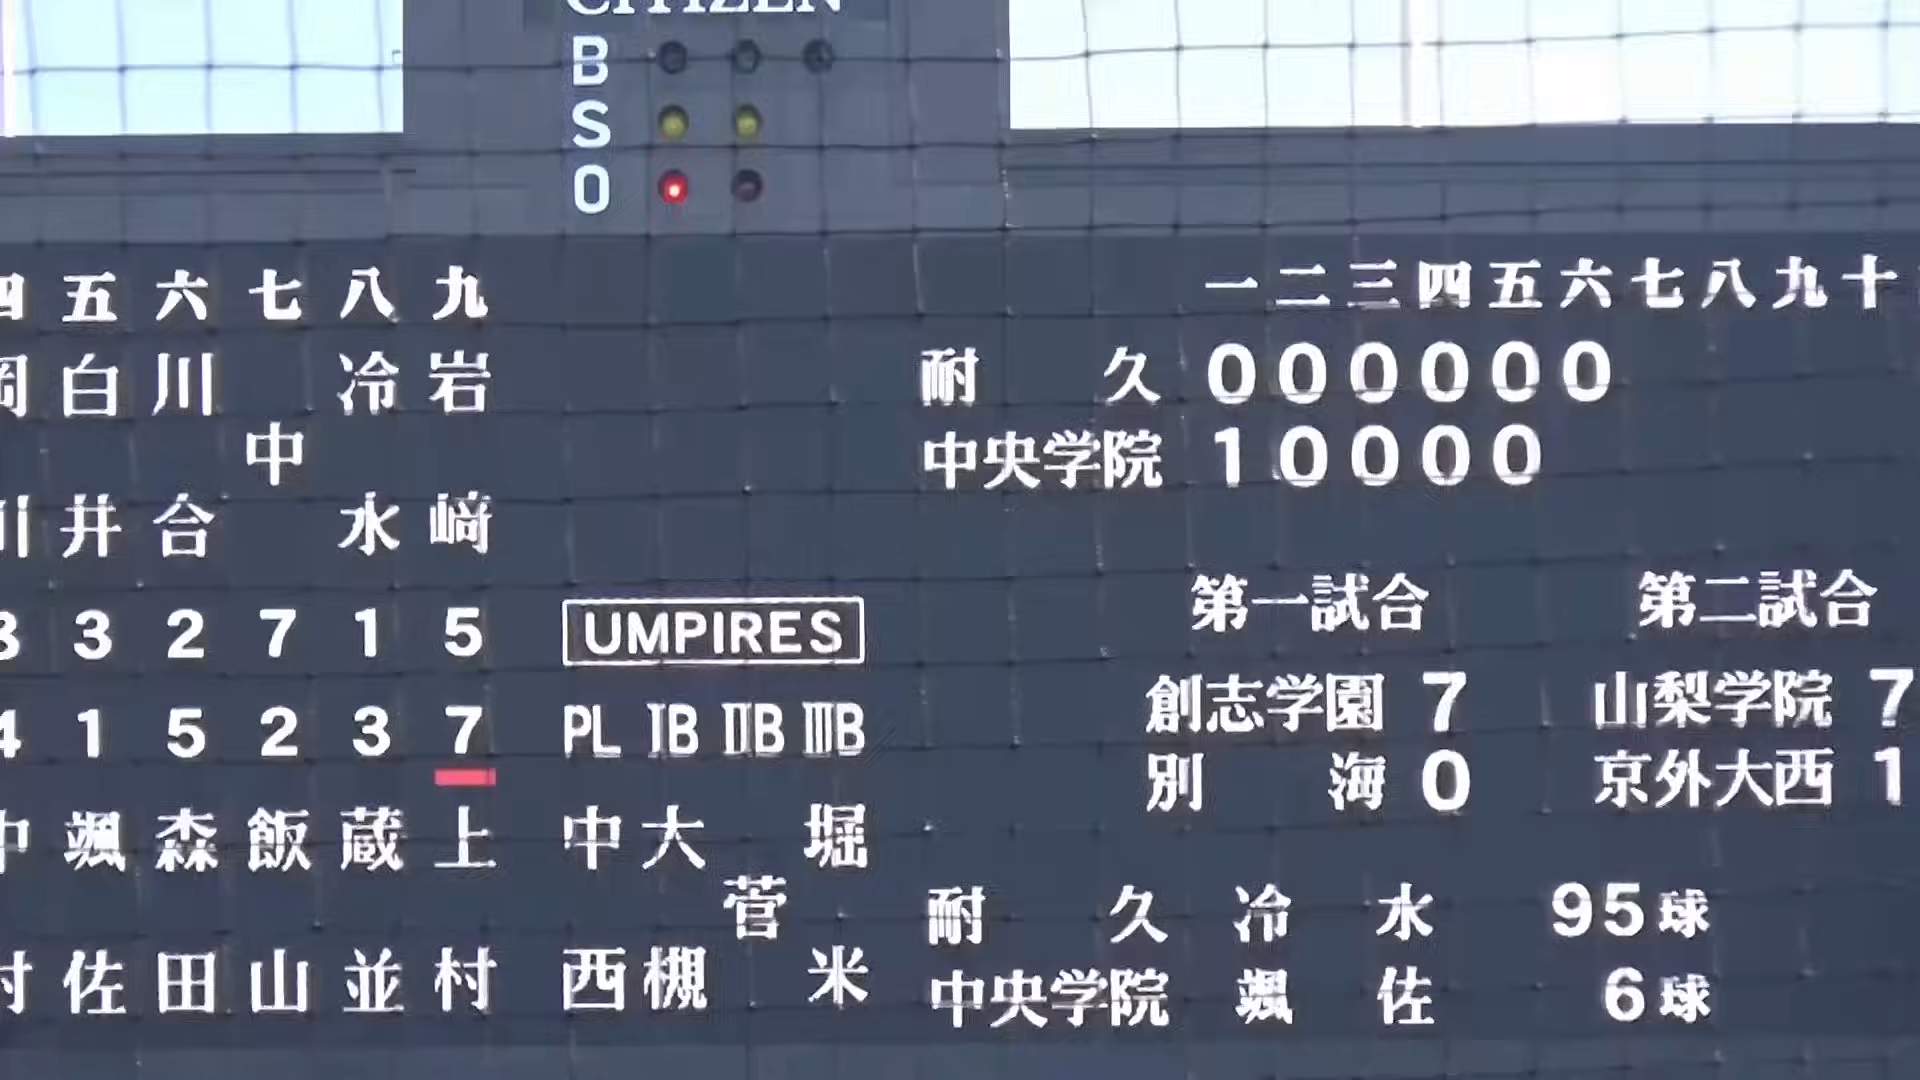 CITIZEN
B
S
O
四 五 六 七 八 九
岡川 白井 川合 中 冷水 岩﨑
3 3 2 7 1 5
4 1 5 2 3 7
中村 颯佐 森田 飯山 蔵並 村上
UMPIRES
PL ⅠB ⅡB ⅢB
中西 大槻 菅 堀米
一 二 三 四 五 六 七 八 九 十
耐久 0 0 0 0 0 0
中央学院 1 0 0 0 0
第一試合
創志学園 7
別海 0
第二試合
山梨学院 7
京外大西 1
耐久 冷水 95球
中央学院 颯佐 6球